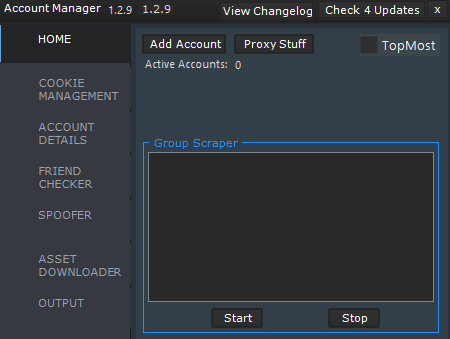 Account Manager 1.2.9 1.2.9 View Changelog Check 4 Updates x
HOME
Add Account Proxy Stuff TopMost
Active Accounts: 0
COOKIE
MANAGEMENT
ACCOUNT
DETAILS
FRIEND
CHECKER
SPOOFER
ASSET
DOWNLOADER
OUTPUT
Group Scraper
Start Stop